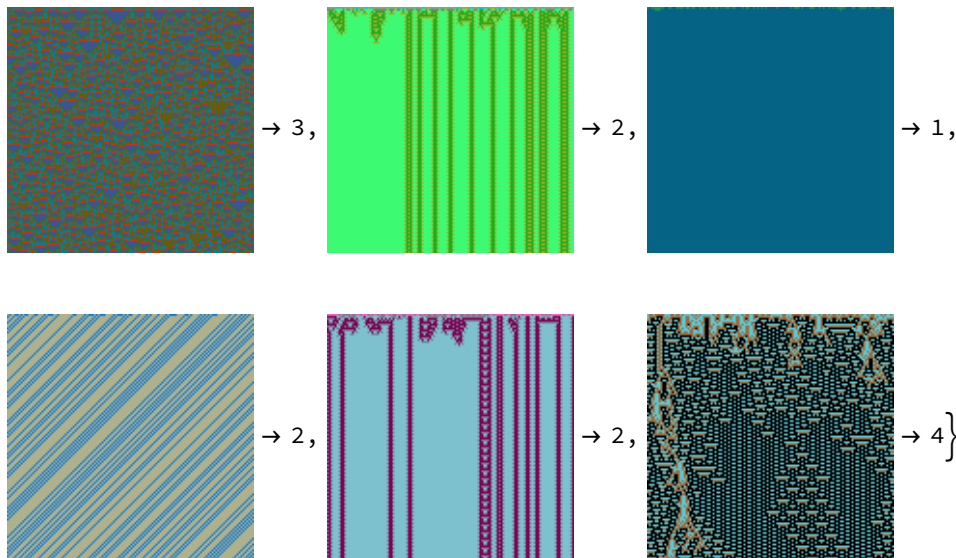 → 3, → 2, → 1,
→ 2, → 2, → 4}